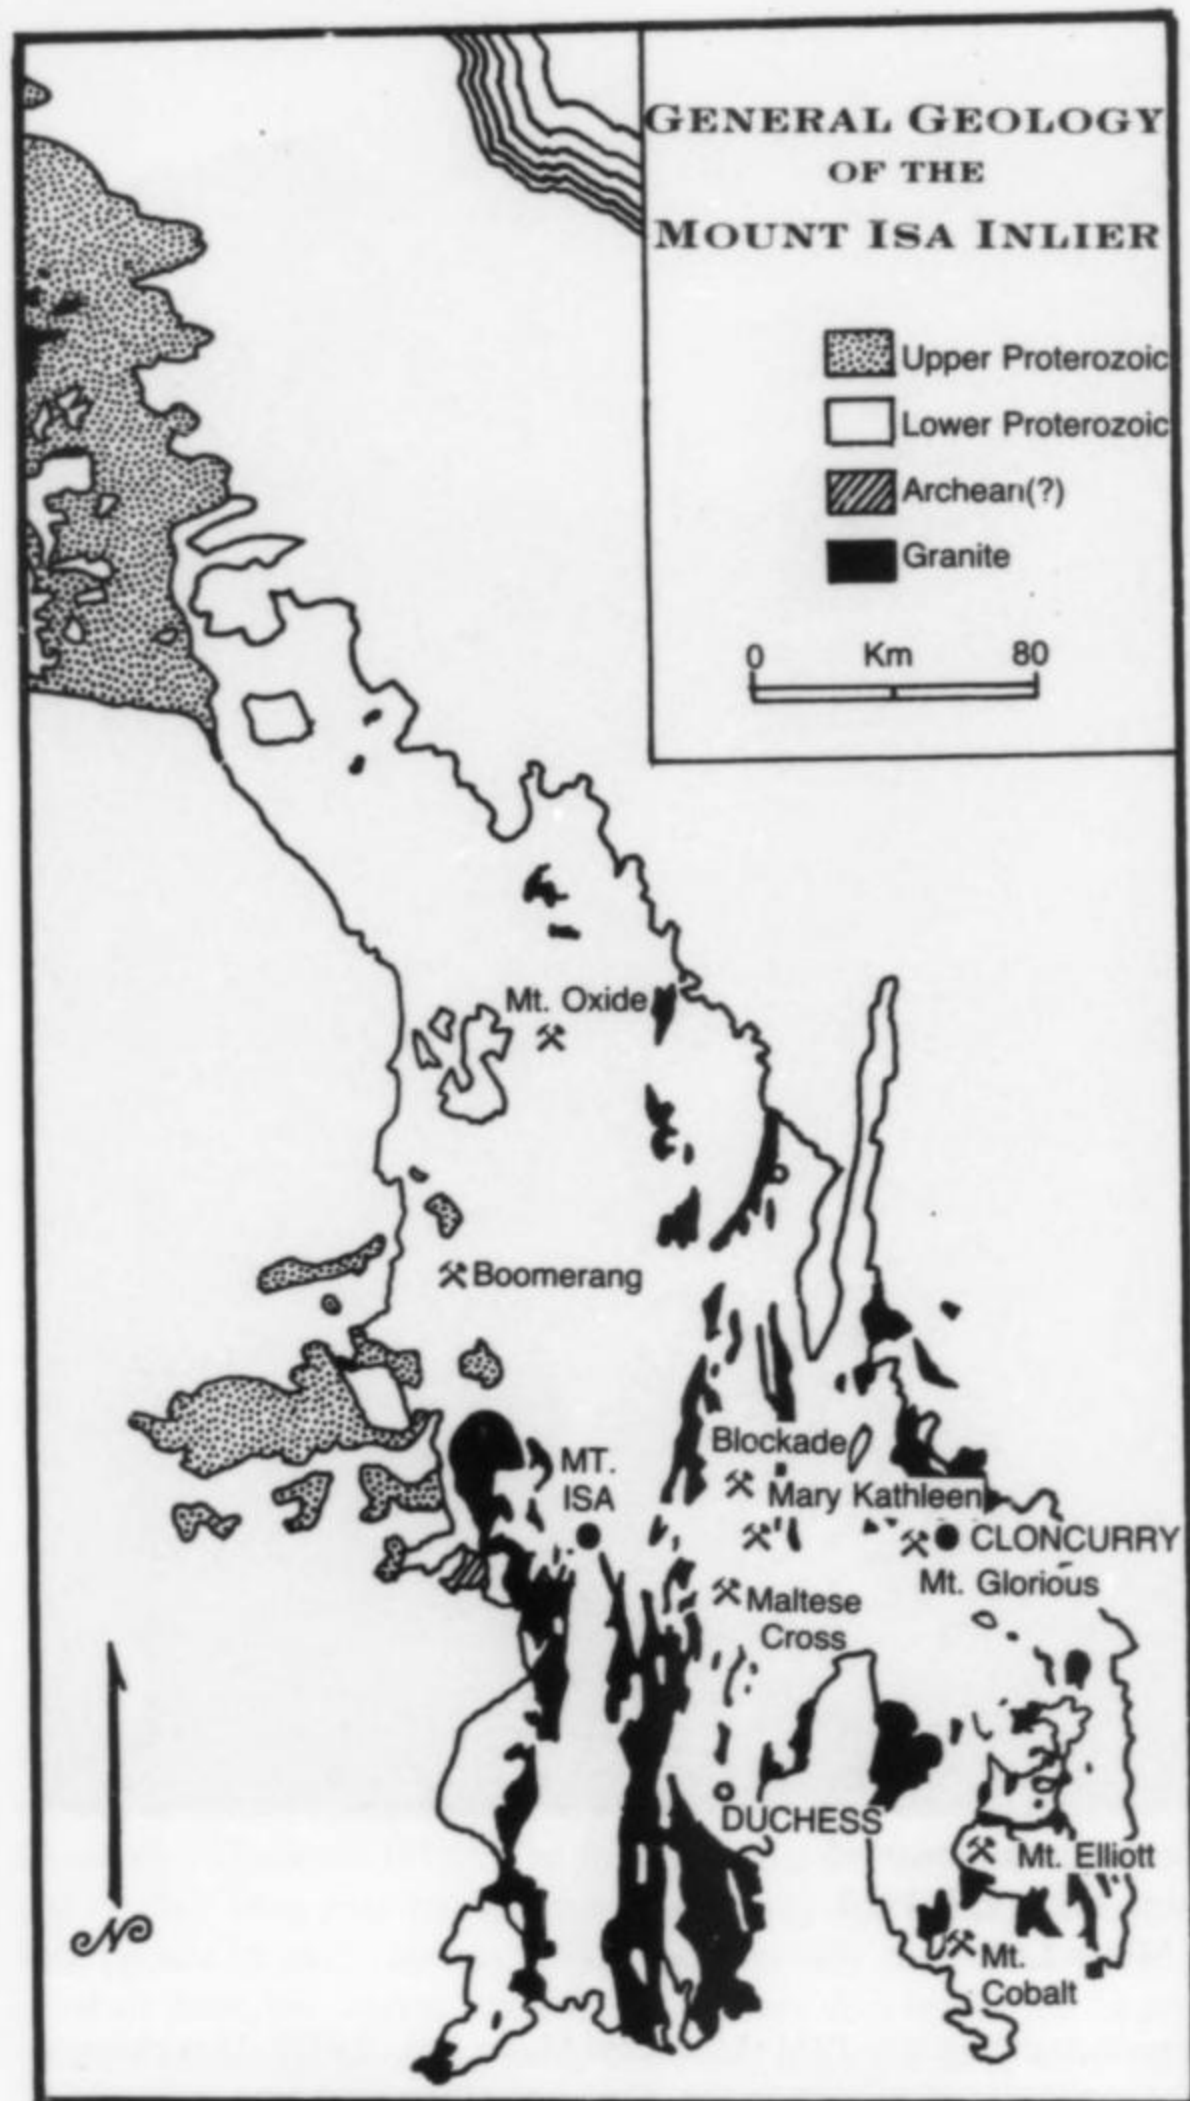 GENERAL GEOLOGY
OF THE
MOUNT ISA INLIER
Upper Proterozoic
Lower Proterozoic
Archean(?)
Granite
0 Km 80
Mt. Oxide
Boomerang
Blockade
MT.
ISA
Mary Kathleen
CLONCURRY
Mt. Glorious
Maltese
Cross
DUCHESS
Mt. Elliott
Mt.
Cobalt
N